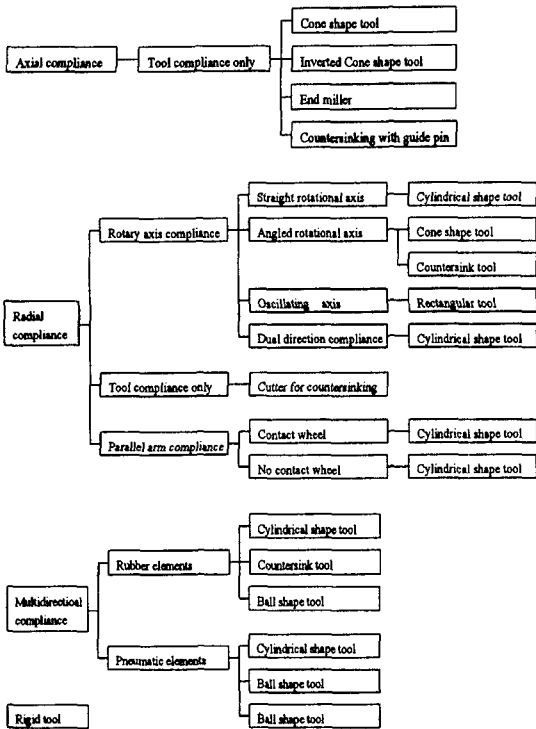 Cone shape tool
Axial compliance
Tool compliance only
Inverted Cone shape tool
End miller
Countersinking with guide pin
Straight rotational axis
Cylindrical shape tool
Rotary axis compliance
Angled rotational axis
Cone shape tool
Countersink tool
Radial
compliance
Oscillating axis
Rectangular tool
Dual direction compliance
Cylindrical shape tool
Tool compliance only
Cutter for countersinking
Parallel arm compliance
Contact wheel
Cylindrical shape tool
No contact wheel
Cylindrical shape tool
Cylindrical shape tool
Rubber elements
Countersink tool
Ball shape tool
Multidirectioal
compliance
Pneumatic elements
Cylindrical shape tool
Ball shape tool
Ball shape tool
Rigid tool